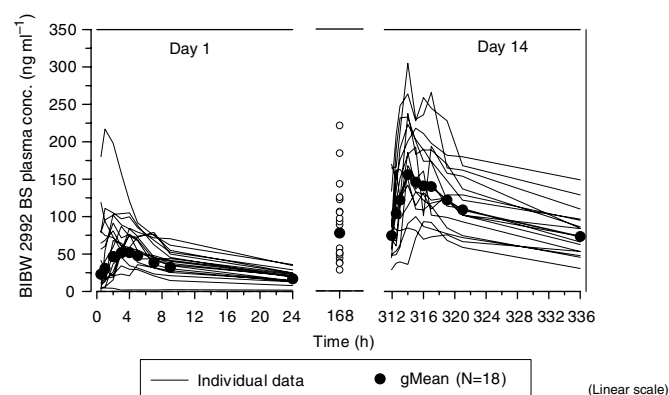 BIBW 2992 BS plasma conc. (ng ml⁻¹)
350
300
250
200
150
100
50
0
Day 1
Day 14
0 4 8 12 16 20 24
168
312 316 320 324 328 332 336
Time (h)
Individual data
gMean (N=18)
(Linear scale)